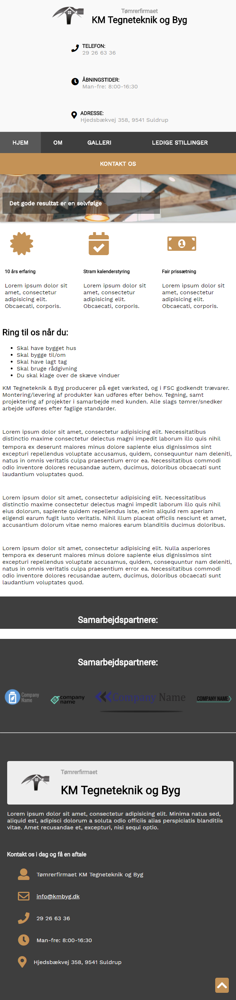 Tømrerfirmaet
KM Tegneteknik og Byg
TELEFON:
29 26 63 36
ÅBNINGSTIDER:
Man-fre: 8:00-16:30
ADRESSE:
Hjedsbækvej 358, 9541 Suldrup
HJEM OM GALLERI LEDIGE STILLINGER
KONTAKT OS
Det gode resultat er en selvfølge
1
10 års erfaring
Lorem ipsum dolor sit
amet, consectetur
adipisicing elit.
Obcaecati, corporis.
Stram kalenderstyring
Lorem ipsum dolor sit
amet, consectetur
adipisicing elit.
Obcaecati, corporis.
Fair prissætning
Lorem ipsum dolor sit
amet, consectetur
adipisicing elit.
Obcaecati, corporis.
Ring til os når du:
• Skal have bygget hus
• Skal bygge til/om
• Skal have lagt tag
• Skal bruge rådgivning
• Du skal klage over de skæve vinduer
KM Tegneteknik & Byg producerer på eget værksted, og i FSC godkendt trævarer.
Montering/levering af produkter kan udføres efter behov. Tegning, samt
projektering af projekter i samarbejde med kunden. Alle slags tømrer/snedker
arbejde udføres efter faglige standarder.
Lorem ipsum dolor sit amet, consectetur adipisicing elit. Necessitatibus
distinctio maxime consectetur delectus magni impedit laborum illo quis nihil
tempora ex deserunt maiores minus dolore sapiente eius dignissimos sint
excepturi repellendus voluptate accusamus, quidem, consequuntur nam deleniti,
natus in omnis veritatis culpa praesentium error ea. Necessitatibus commodi
odio inventore dolores recusandae autem, ducimus, doloribus obcaecati sunt
laudantium voluptates quod.
Lorem ipsum dolor sit amet, consectetur adipisicing elit. Necessitatibus
distinctio maxime consectetur delectus magni impedit laborum illo quis nihil
eius dolorum, sapiente quidem repellendus iste, enim aliquid rem aperiam
eligendi earum fugit iusto veritatis. Nihil illum placeat officiis nesciunt et amet,
accusantium dolorum vitae nemo maiores earum blanditiis ducimus doloribus.
Lorem ipsum dolor sit amet, consectetur adipisicing elit. Nulla asperiores
tempora ex deserunt maiores minus dolore sapiente eius dignissimos sint
excepturi repellendus voluptate accusamus, quidem, consequuntur nam deleniti,
natus in omnis veritatis culpa praesentium error ea. Necessitatibus commodi
odio inventore dolores recusandae autem, ducimus, doloribus obcaecati sunt
laudantium voluptates quod.
Samarbejdspartnere:
Samarbejdspartnere:
Company
Name
company
name
Company Name
COMPANY NAME
Tømrerfirmaet
KM Tegneteknik og Byg
Lorem ipsum dolor sit amet, consectetur adipisicing elit. Minima natus sed,
aliquid est, adipisci dolorum a soluta odio officiis alias perspiciatis blanditiis
vitae. Amet recusandae et, excepturi, nisi sequi optio.
Kontakt os i dag og få en aftale
Tømrerfirmaet KM Tegneteknik og Byg
info@kmbyg.dk
29 26 63 36
Man-fre: 8:00-16:30
Hjedsbækvej 358, 9541 Suldrup